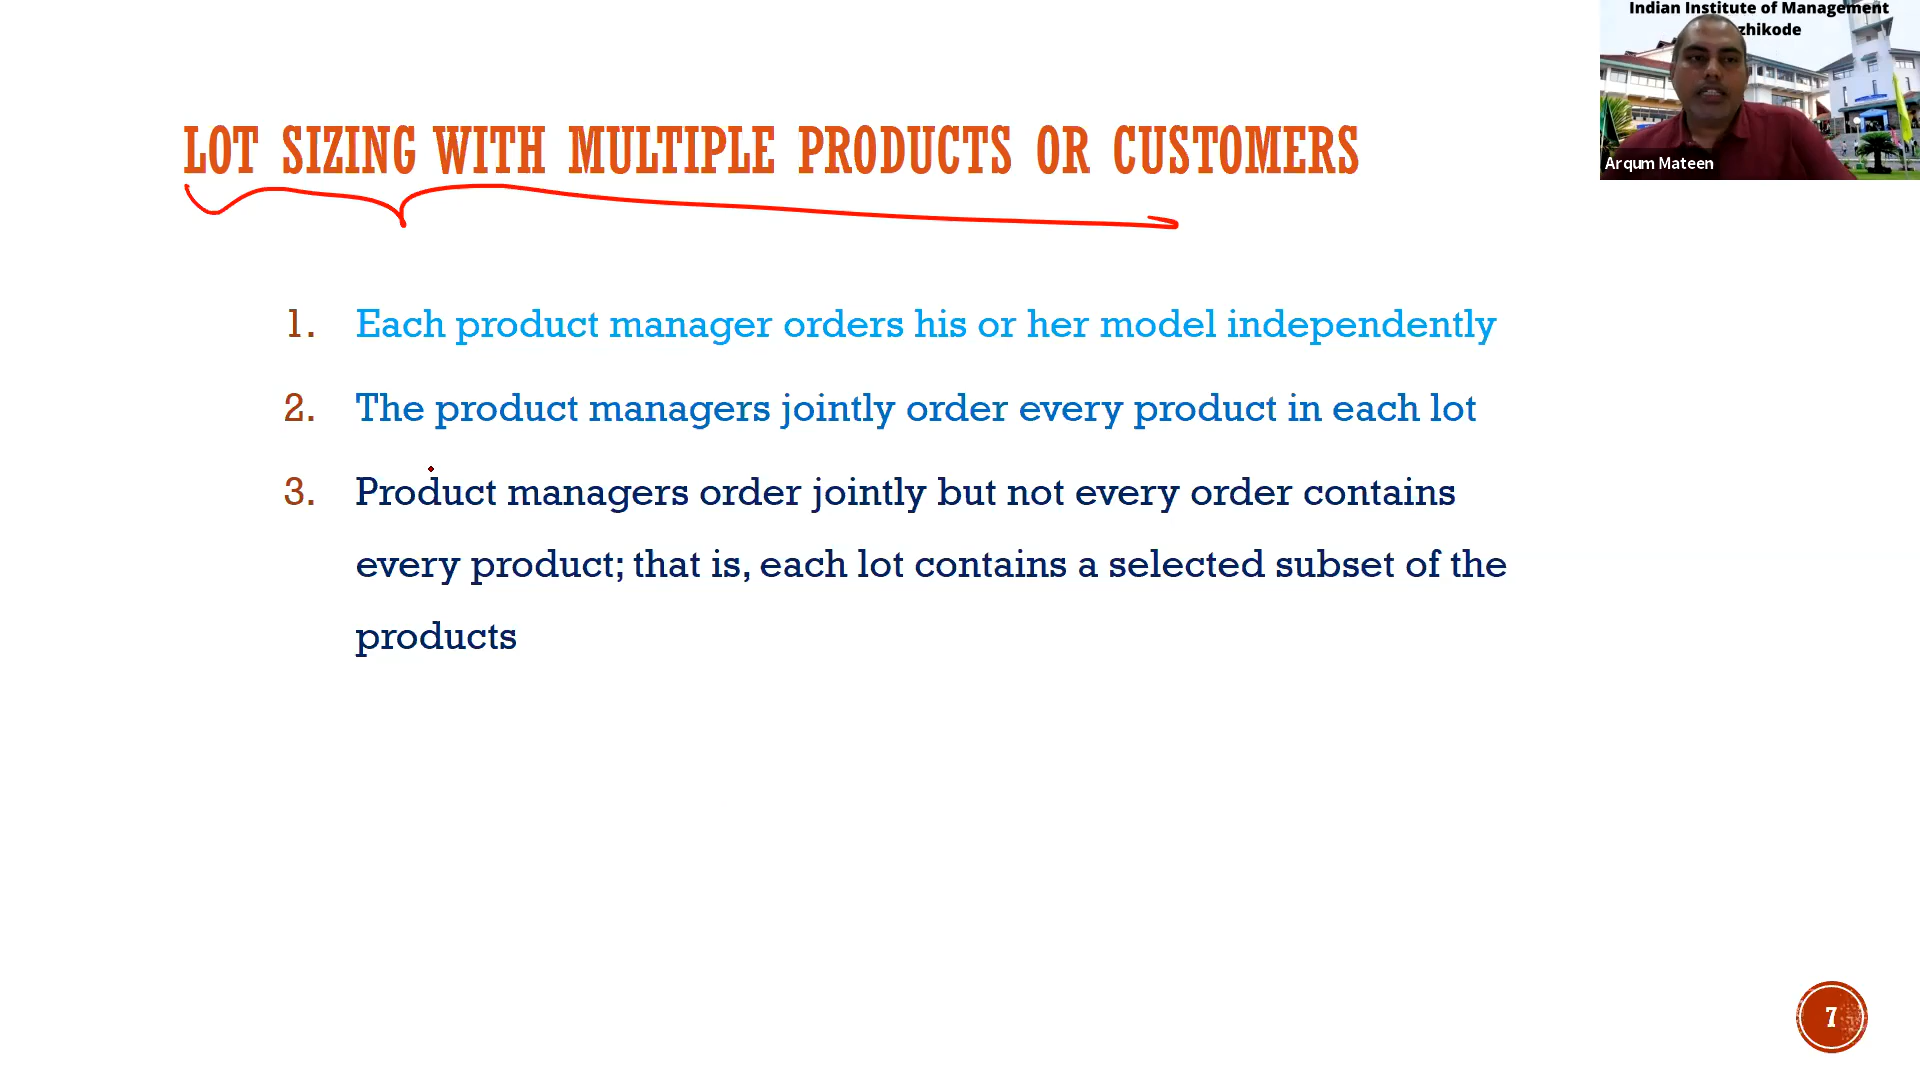 Indian Institute of Management
zhikode
Arqum Mateen
LOT SIZING WITH MULTIPLE PRODUCTS OR CUSTOMERS
1. Each product manager orders his or her model independently
2. The product managers jointly order every product in each lot
3. Product managers order jointly but not every order contains
every product; that is, each lot contains a selected subset of the
products
7